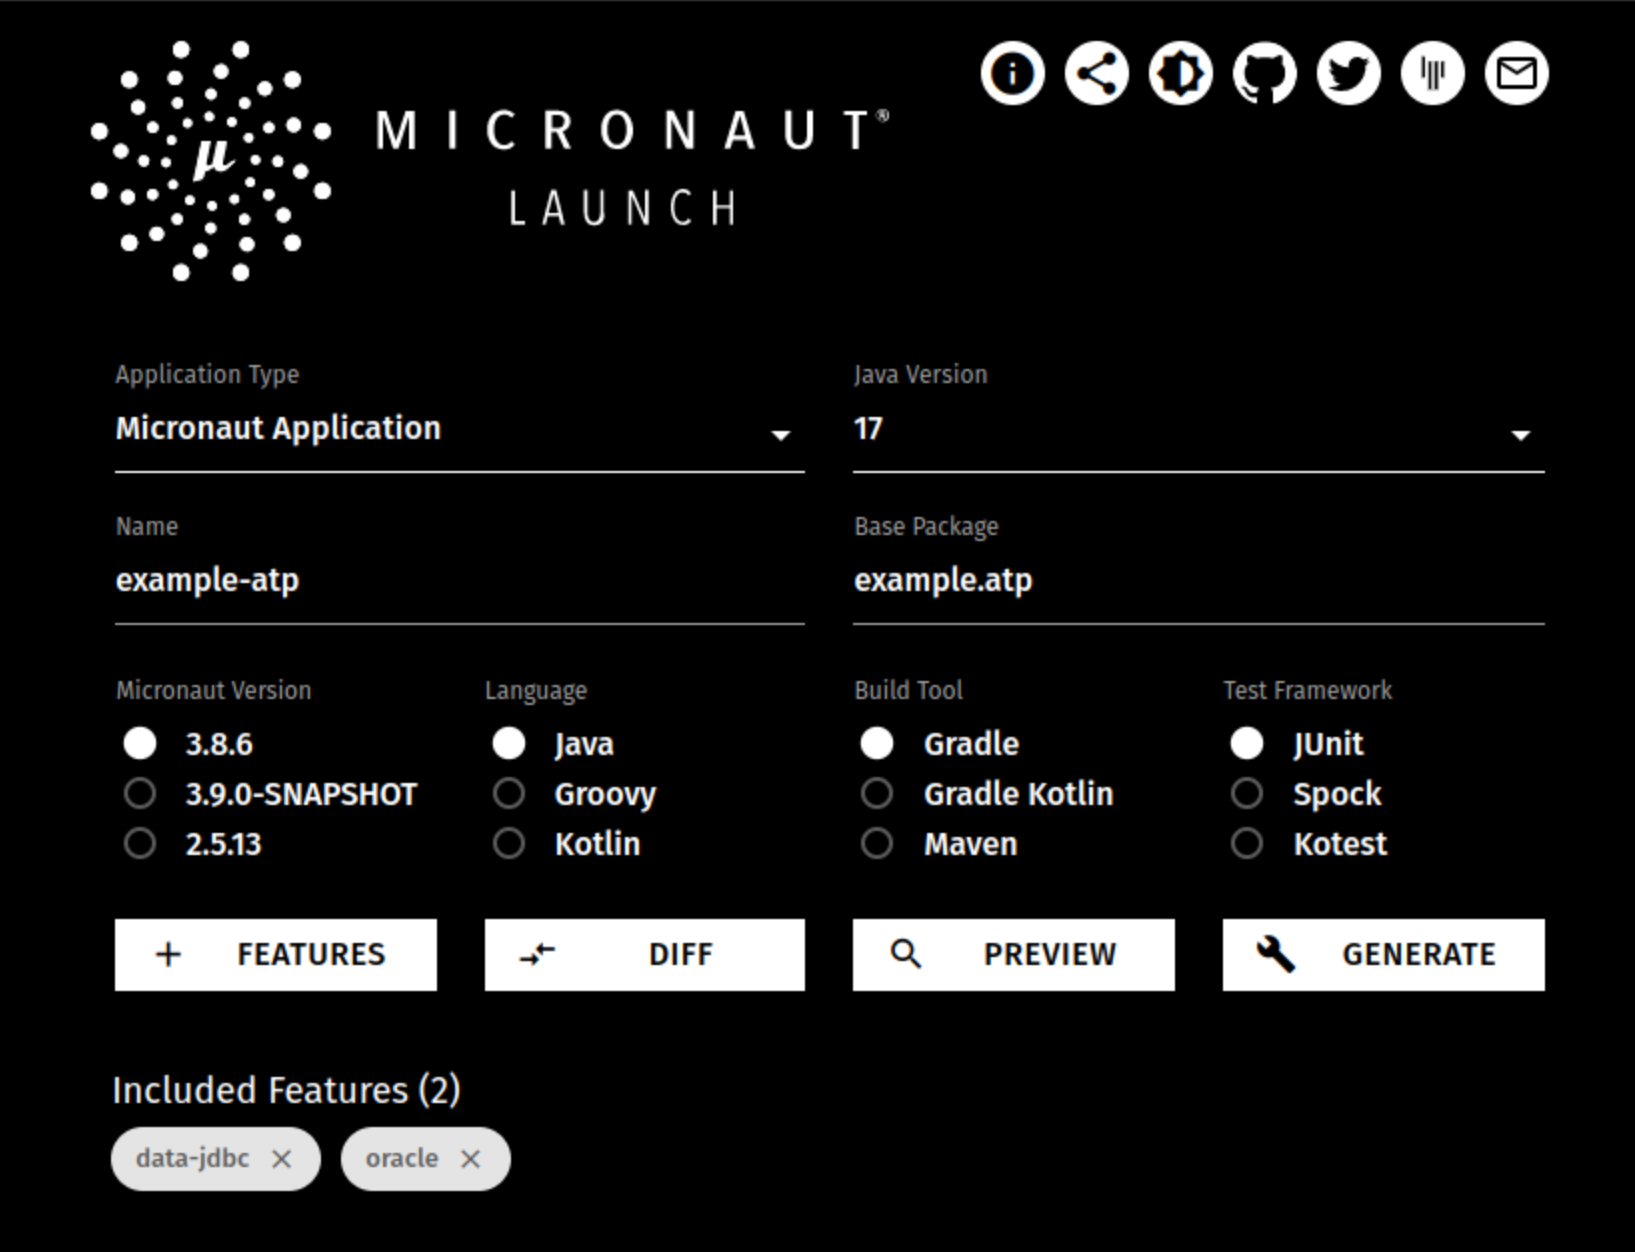 μ
MICRONAUT®
LAUNCH
Application Type
Micronaut Application
Java Version
17
Name
example-atp
Base Package
example.atp
Micronaut Version
3.8.6
3.9.0-SNAPSHOT
2.5.13
Language
Java
Groovy
Kotlin
Build Tool
Gradle
Gradle Kotlin
Maven
Test Framework
JUnit
Spock
Kotest
FEATURES
DIFF
PREVIEW
GENERATE
Included Features (2)
data-jdbc
oracle